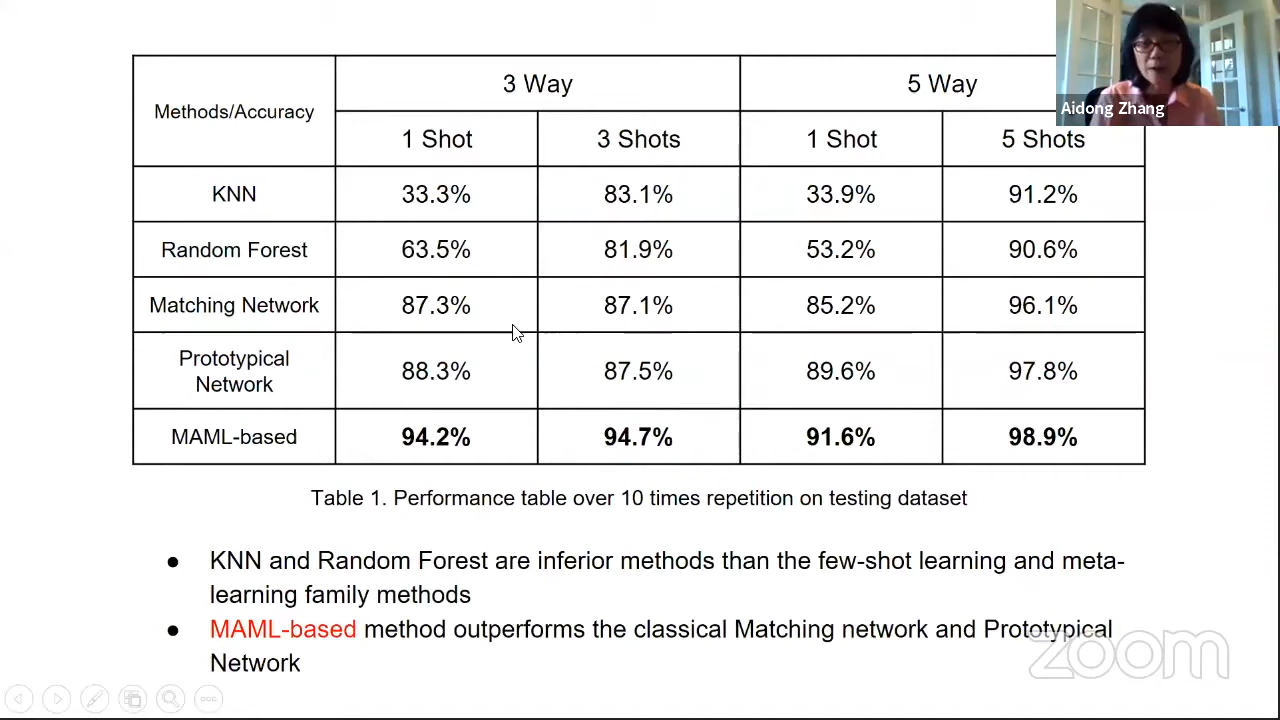 Aidong Zhang
Methods/Accuracy
3 Way
5 Way
1 Shot
3 Shots
1 Shot
5 Shots
KNN
33.3%
83.1%
33.9%
91.2%
Random Forest
63.5%
81.9%
53.2%
90.6%
Matching Network
87.3%
87.1%
85.2%
96.1%
Prototypical
Network
88.3%
87.5%
89.6%
97.8%
MAML-based
94.2%
94.7%
91.6%
98.9%
Table 1. Performance table over 10 times repetition on testing dataset
● KNN and Random Forest are inferior methods than the few-shot learning and meta-
learning family methods
● MAML-based method outperforms the classical Matching network and Prototypical
Network
zoom